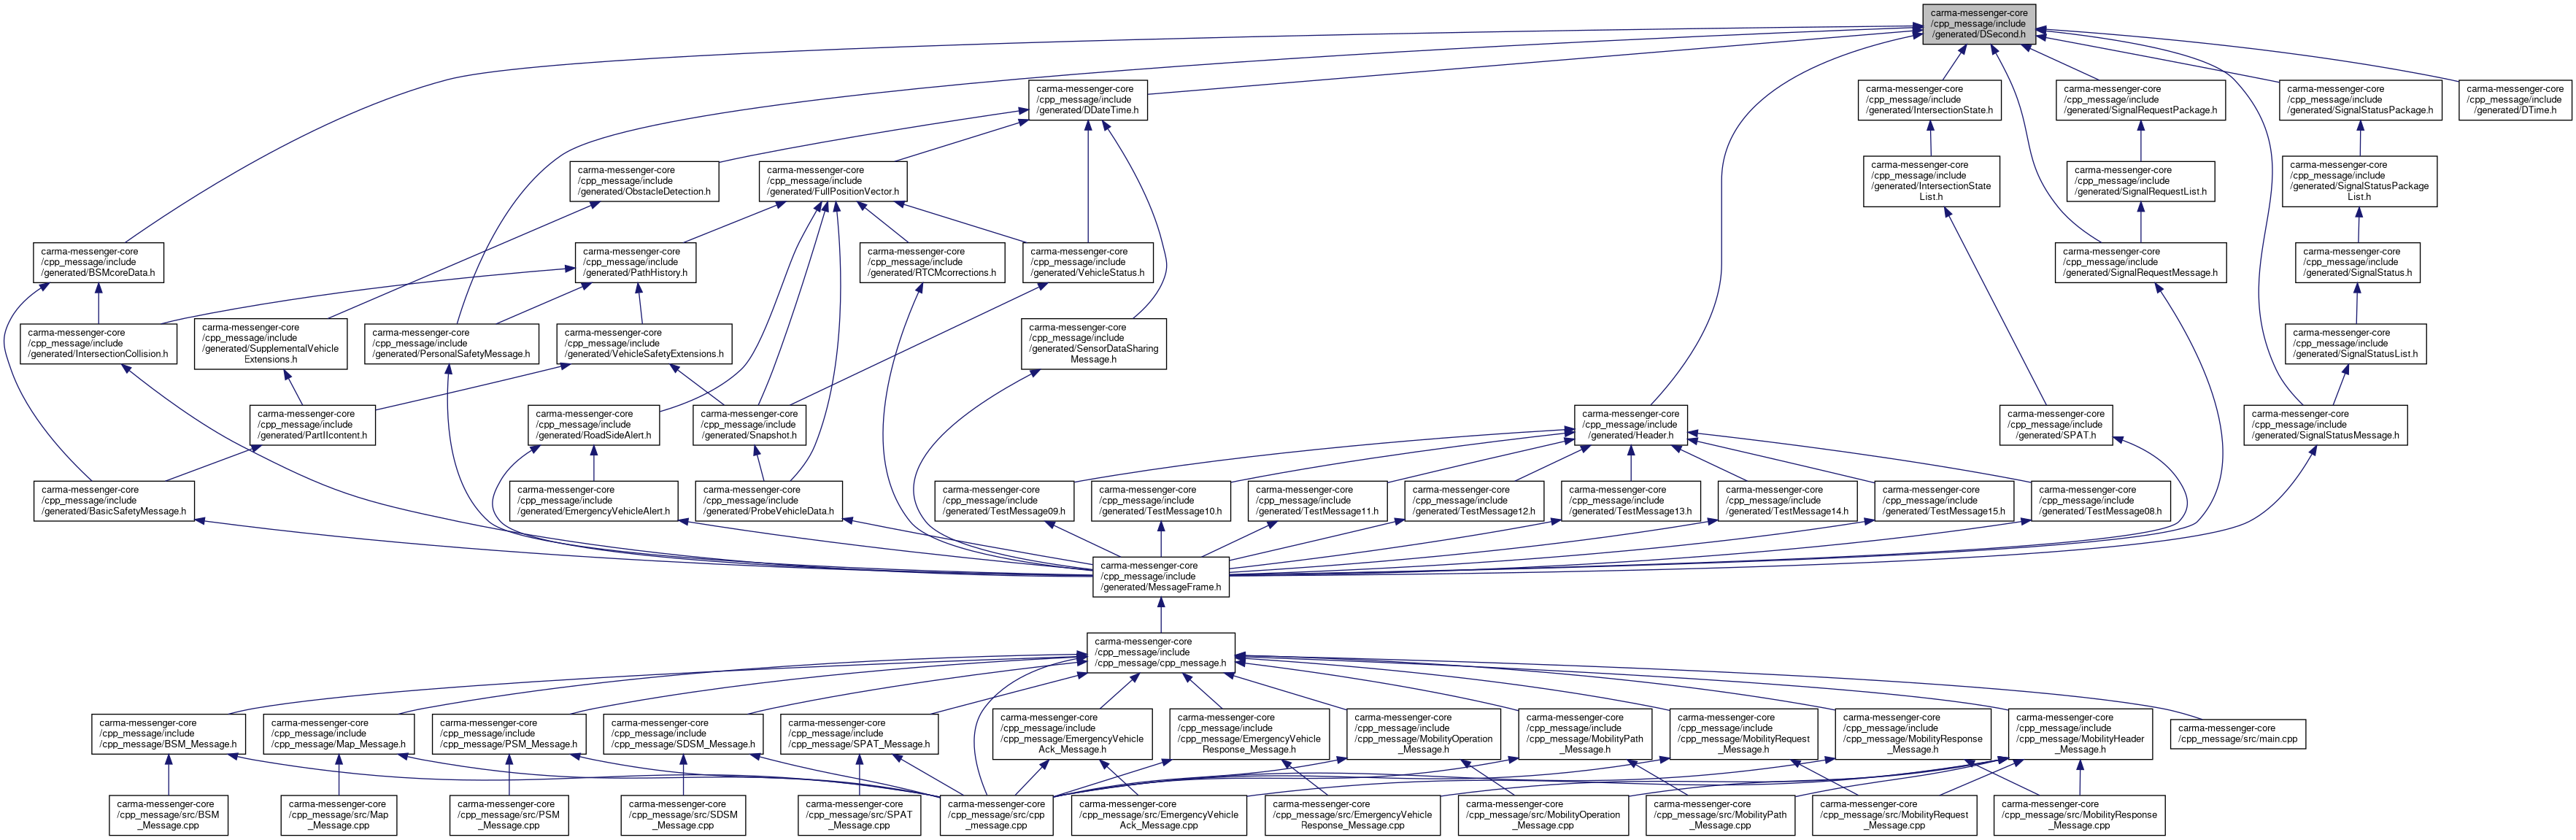 carma-messenger-core
/cpp_message/include
/generated/DSecond.h
carma-messenger-core
/cpp_message/include
/generated/DDateTime.h
carma-messenger-core
/cpp_message/include
/generated/IntersectionState.h
carma-messenger-core
/cpp_message/include
/generated/SignalRequestPackage.h
carma-messenger-core
/cpp_message/include
/generated/SignalStatusPackage.h
carma-messenger-core
/cpp_message/include
/generated/DTime.h
carma-messenger-core
/cpp_message/include
/generated/ObstacleDetection.h
carma-messenger-core
/cpp_message/include
/generated/FullPositionVector.h
carma-messenger-core
/cpp_message/include
/generated/IntersectionState
List.h
carma-messenger-core
/cpp_message/include
/generated/SignalRequestList.h
carma-messenger-core
/cpp_message/include
/generated/SignalStatusPackage
List.h
carma-messenger-core
/cpp_message/include
/generated/BSMcoreData.h
carma-messenger-core
/cpp_message/include
/generated/PathHistory.h
carma-messenger-core
/cpp_message/include
/generated/RTCMcorrections.h
carma-messenger-core
/cpp_message/include
/generated/VehicleStatus.h
carma-messenger-core
/cpp_message/include
/generated/SignalRequestMessage.h
carma-messenger-core
/cpp_message/include
/generated/SignalStatus.h
carma-messenger-core
/cpp_message/include
/generated/IntersectionCollision.h
carma-messenger-core
/cpp_message/include
/generated/SupplementalVehicle
Extensions.h
carma-messenger-core
/cpp_message/include
/generated/PersonalSafetyMessage.h
carma-messenger-core
/cpp_message/include
/generated/VehicleSafetyExtensions.h
carma-messenger-core
/cpp_message/include
/generated/SensorDataSharing
Message.h
carma-messenger-core
/cpp_message/include
/generated/SignalStatusList.h
carma-messenger-core
/cpp_message/include
/generated/PartIIcontent.h
carma-messenger-core
/cpp_message/include
/generated/RoadSideAlert.h
carma-messenger-core
/cpp_message/include
/generated/Snapshot.h
carma-messenger-core
/cpp_message/include
/generated/Header.h
carma-messenger-core
/cpp_message/include
/generated/SPAT.h
carma-messenger-core
/cpp_message/include
/generated/SignalStatusMessage.h
carma-messenger-core
/cpp_message/include
/generated/BasicSafetyMessage.h
carma-messenger-core
/cpp_message/include
/generated/EmergencyVehicleAlert.h
carma-messenger-core
/cpp_message/include
/generated/ProbeVehicleData.h
carma-messenger-core
/cpp_message/include
/generated/TestMessage09.h
carma-messenger-core
/cpp_message/include
/generated/TestMessage10.h
carma-messenger-core
/cpp_message/include
/generated/TestMessage11.h
carma-messenger-core
/cpp_message/include
/generated/TestMessage12.h
carma-messenger-core
/cpp_message/include
/generated/TestMessage13.h
carma-messenger-core
/cpp_message/include
/generated/TestMessage14.h
carma-messenger-core
/cpp_message/include
/generated/TestMessage15.h
carma-messenger-core
/cpp_message/include
/generated/TestMessage08.h
carma-messenger-core
/cpp_message/include
/generated/MessageFrame.h
carma-messenger-core
/cpp_message/include
/cpp_message/cpp_message.h
carma-messenger-core
/cpp_message/include
/cpp_message/BSM_Message.h
carma-messenger-core
/cpp_message/include
/cpp_message/Map_Message.h
carma-messenger-core
/cpp_message/include
/cpp_message/PSM_Message.h
carma-messenger-core
/cpp_message/include
/cpp_message/SDSM_Message.h
carma-messenger-core
/cpp_message/include
/cpp_message/SPAT_Message.h
carma-messenger-core
/cpp_message/include
/cpp_message/EmergencyVehicle
Ack_Message.h
carma-messenger-core
/cpp_message/include
/cpp_message/EmergencyVehicle
Response_Message.h
carma-messenger-core
/cpp_message/include
/cpp_message/MobilityOperation
_Message.h
carma-messenger-core
/cpp_message/include
/cpp_message/MobilityPath
_Message.h
carma-messenger-core
/cpp_message/include
/cpp_message/MobilityRequest
_Message.h
carma-messenger-core
/cpp_message/include
/cpp_message/MobilityResponse
_Message.h
carma-messenger-core
/cpp_message/include
/cpp_message/MobilityHeader
_Message.h
carma-messenger-core
/cpp_message/src/main.cpp
carma-messenger-core
/cpp_message/src/BSM
_Message.cpp
carma-messenger-core
/cpp_message/src/Map
_Message.cpp
carma-messenger-core
/cpp_message/src/PSM
_Message.cpp
carma-messenger-core
/cpp_message/src/SDSM
_Message.cpp
carma-messenger-core
/cpp_message/src/SPAT
_Message.cpp
carma-messenger-core
/cpp_message/src/cpp
_message.cpp
carma-messenger-core
/cpp_message/src/EmergencyVehicle
Ack_Message.cpp
carma-messenger-core
/cpp_message/src/EmergencyVehicle
Response_Message.cpp
carma-messenger-core
/cpp_message/src/MobilityOperation
_Message.cpp
carma-messenger-core
/cpp_message/src/MobilityPath
_Message.cpp
carma-messenger-core
/cpp_message/src/MobilityRequest
_Message.cpp
carma-messenger-core
/cpp_message/src/MobilityResponse
_Message.cpp